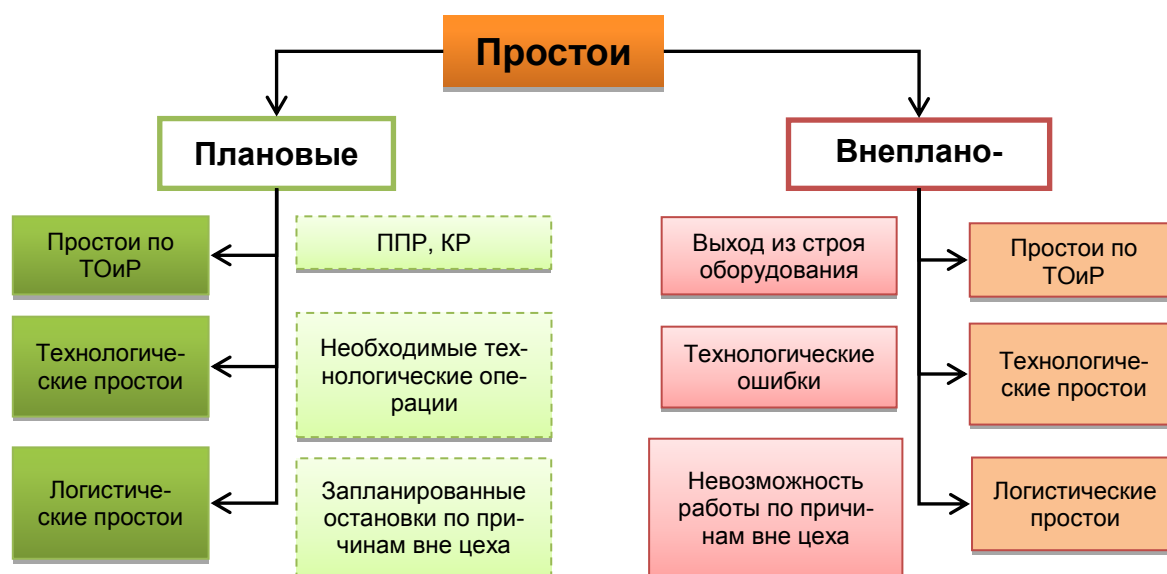 Простои
Плановые
Внеплано-
Простои по
ТОиР
ППР, КР
Выход из строя
оборудования
Простои по
ТОиР
Технологиче-
ские простои
Необходимые тех-
нологические опе-
рации
Технологические
ошибки
Технологиче-
ские простои
Логистиче-
ские простои
Запланированные
остановки по при-
чинам вне цеха
Невозможность
работы по причи-
нам вне цеха
Логистические
простои